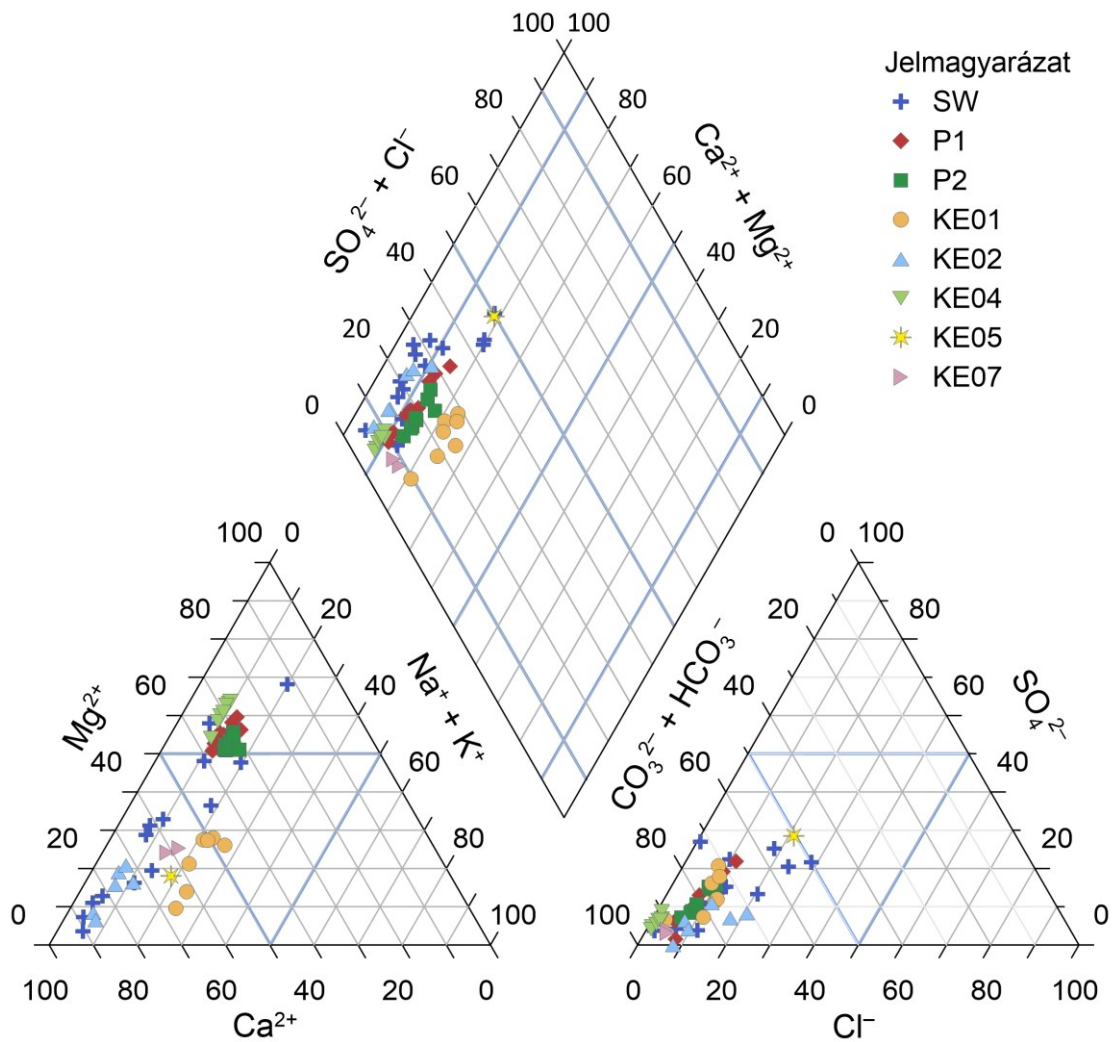 100 100
80 80
60 60
40 40
20 20
0 0
SO₄²⁻ + Cl⁻
Ca²⁺ + Mg²⁺
Jelmagyarázat
SW
P1
P2
KE01
KE02
KE04
KE05
KE07
100 0
80 20
60 40
40 60
20 80
0 100
Mg²⁺
Na⁺ + K⁺
100 80 60 40 20 0
Ca²⁺
0 100
20 80
40 60
60 40
80 20
100 0
CO₃²⁻ + HCO₃⁻
SO₄²⁻
0 20 40 60 80 100
Cl⁻